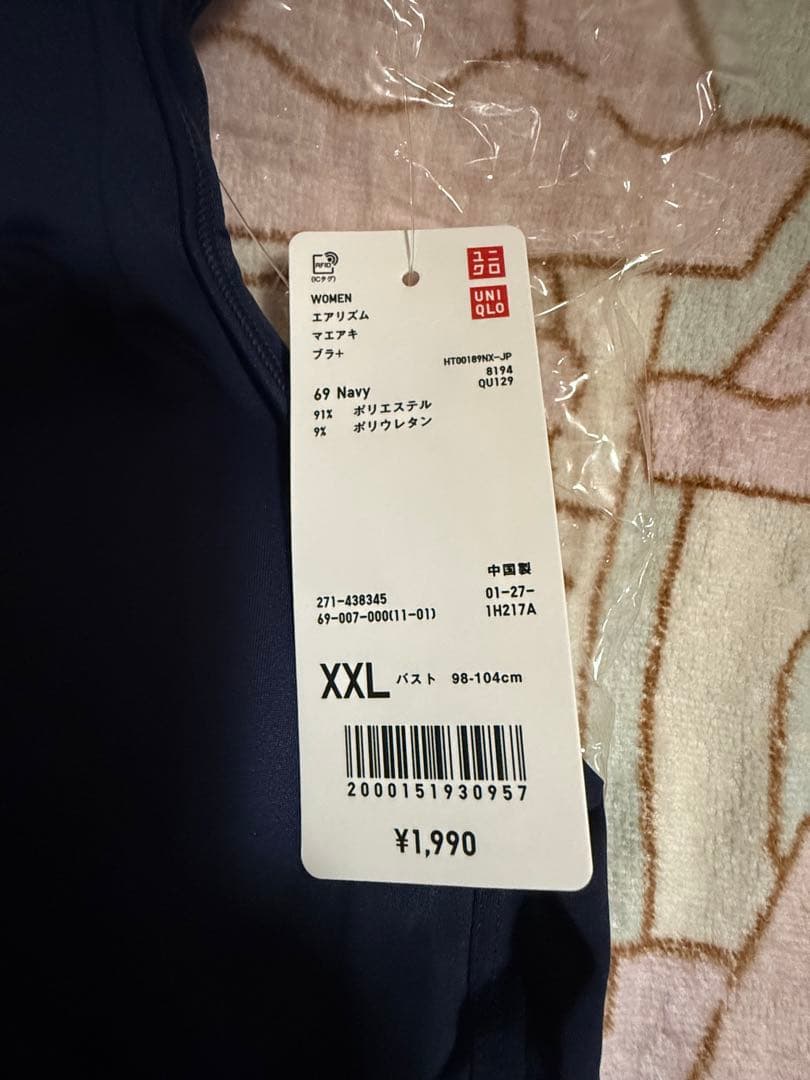 RFID
(ICタグ)
ユニ
クロ
UNI
QLO
WOMEN
エアリズム
マエアキ
ブラ+
HT00189NX-JP
8194
QU129
69 Navy
91% ポリエステル
9% ポリウレタン
中国製
271-438345
01-27-
69-007-000(11-01)
1H217A
XXL バスト 98-104cm
2000151930957
¥1,990